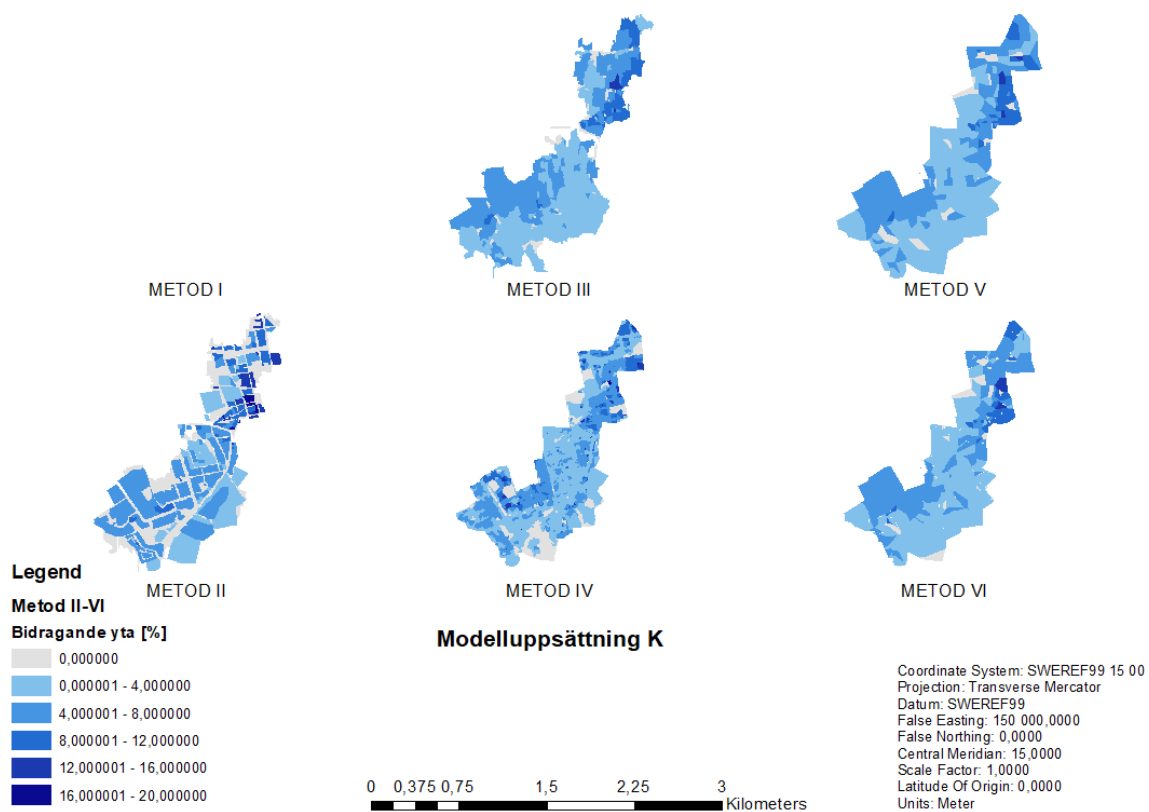 METOD I
METOD III
METOD V
METOD II
METOD IV
METOD VI
Legend
Metod II-VI
Bidragande yta [%]
0,000000
0,000001 - 4,000000
4,000001 - 8,000000
8,000001 - 12,000000
12,000001 - 16,000000
16,000001 - 20,000000
Modelluppsättning K
0 0,375 0,75 1,5 2,25 3
Kilometers
Coordinate System: SWEREF99 15 00
Projection: Transverse Mercator
Datum: SWEREF99
False Easting: 150 000,0000
False Northing: 0,0000
Central Meridian: 15,0000
Scale Factor: 1,0000
Latitude Of Origin: 0,0000
Units: Meter